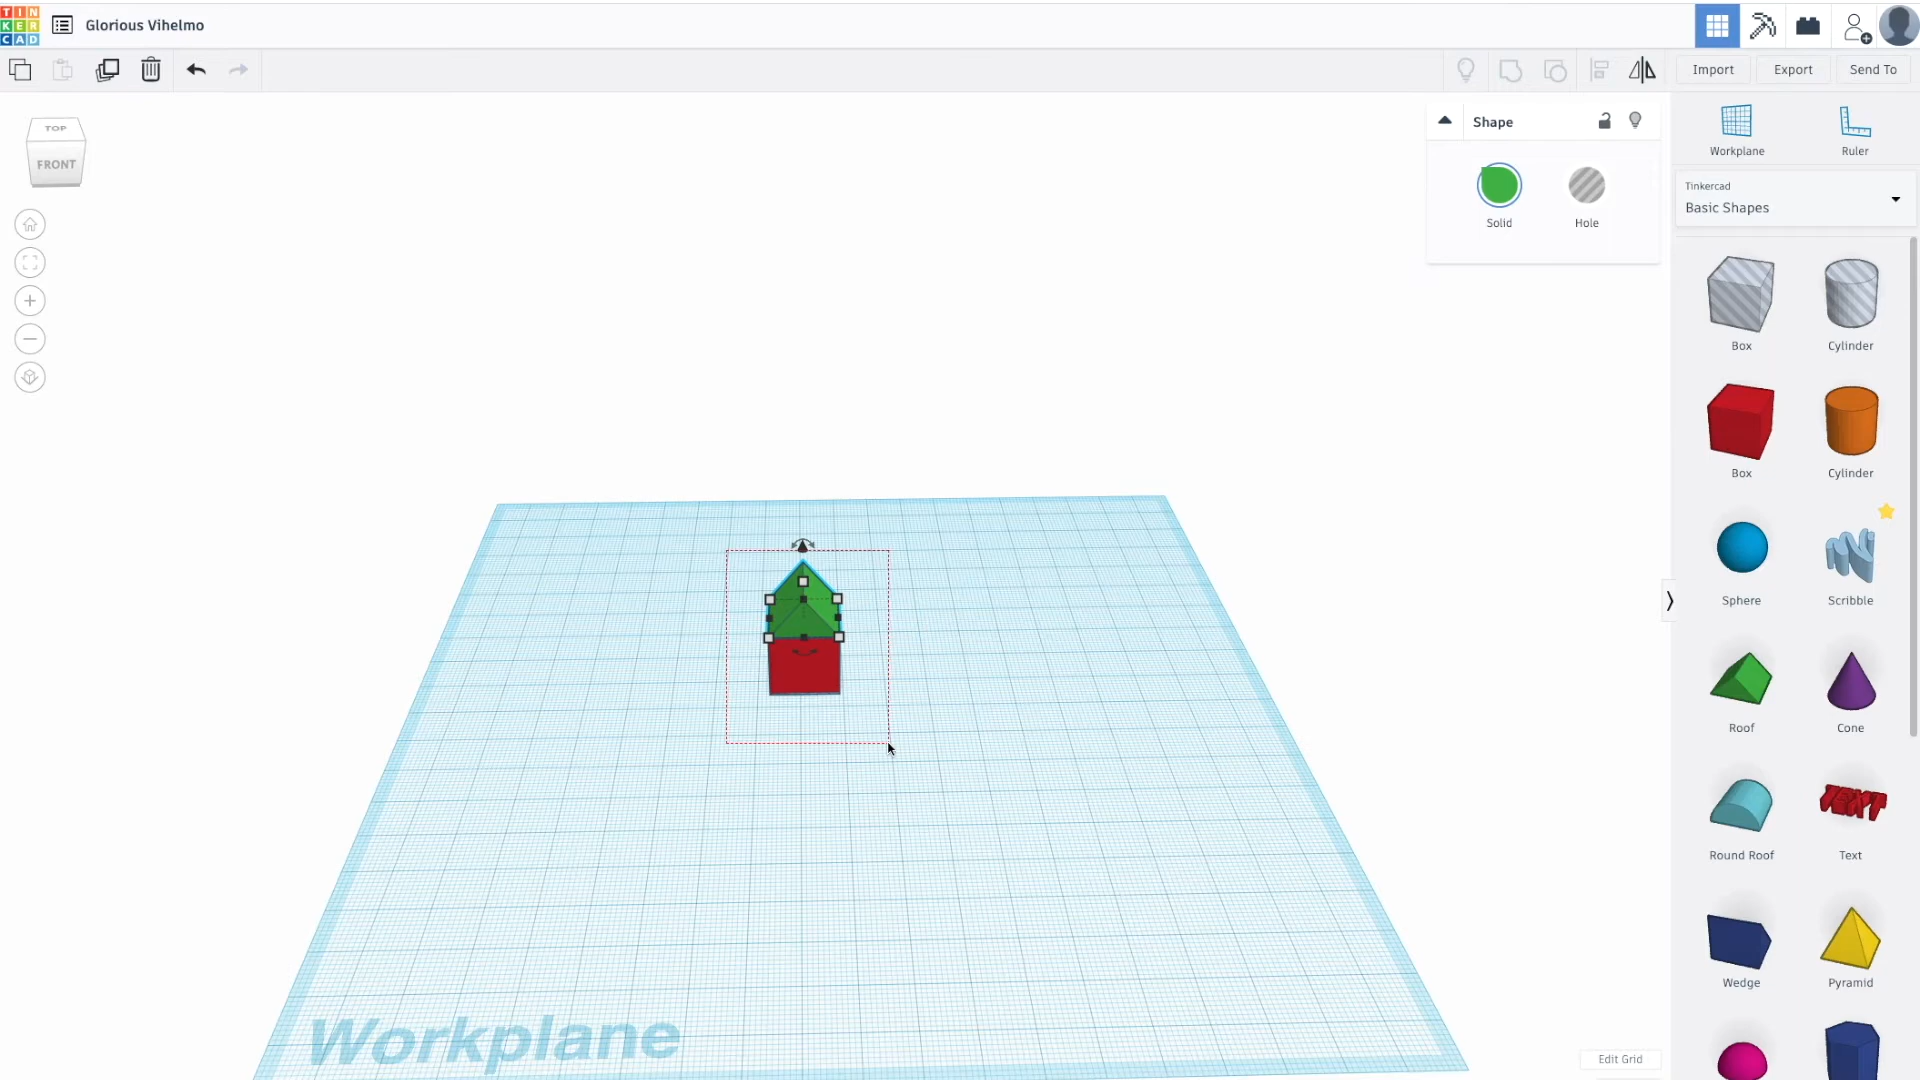 TIN
KER
CAD
Glorious Vihelmo
Import
Export
Send To
TOP
FRONT
Shape
Solid
Hole
Workplane
Ruler
Tinkercad
Basic Shapes
Box
Cylinder
Box
Cylinder
Sphere
Scribble
Roof
Cone
TEXT
Round Roof
Text
Wedge
Pyramid
Workplane
Edit Grid